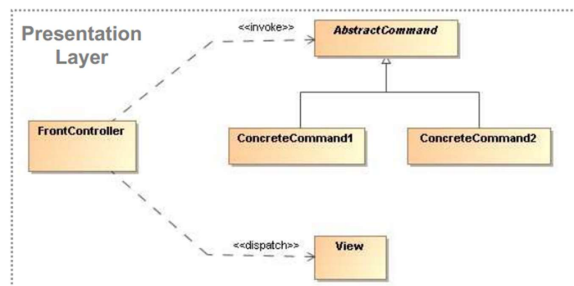 Presentation
Layer
<<invoke>>
AbstractCommand
FrontController
ConcreteCommand1
ConcreteCommand2
<<dispatch>>
View